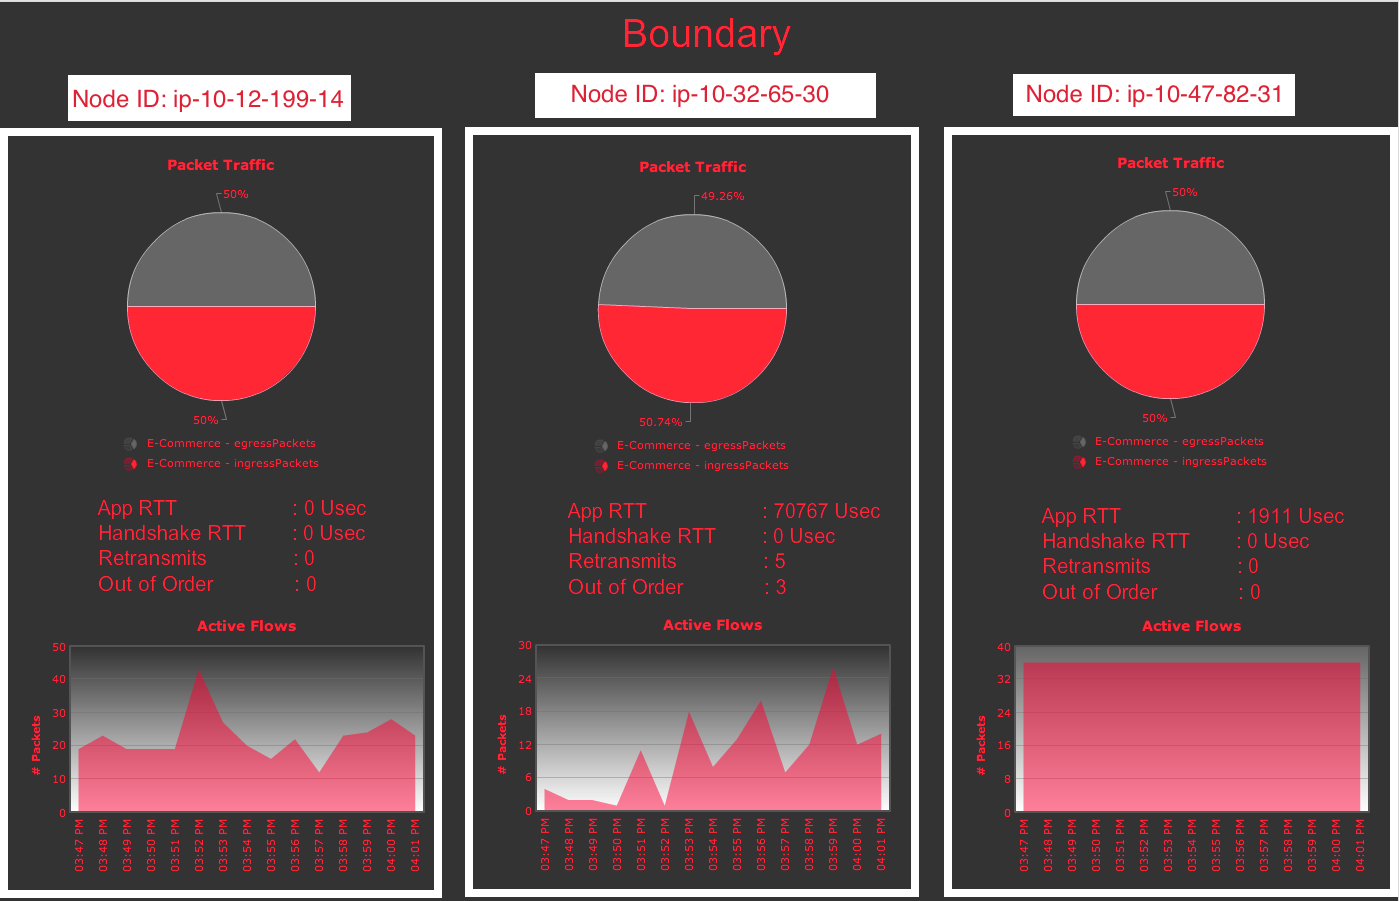 Boundary
Node ID: ip-10-12-199-14
Packet Traffic
50%
50%
E-Commerce - egressPackets
E-Commerce - ingressPackets
App RTT : 0 Usec
Handshake RTT : 0 Usec
Retransmits : 0
Out of Order : 0
Active Flows
# Packets
50
40
30
20
10
0
03:47 PM
03:48 PM
03:49 PM
03:50 PM
03:51 PM
03:52 PM
03:53 PM
03:54 PM
03:55 PM
03:56 PM
03:57 PM
03:58 PM
03:59 PM
04:00 PM
04:01 PM
Node ID: ip-10-32-65-30
Packet Traffic
49.26%
50.74%
E-Commerce - egressPackets
E-Commerce - ingressPackets
App RTT : 70767 Usec
Handshake RTT : 0 Usec
Retransmits : 5
Out of Order : 3
Active Flows
# Packets
30
24
18
12
6
0
03:47 PM
03:48 PM
03:49 PM
03:50 PM
03:51 PM
03:52 PM
03:53 PM
03:54 PM
03:55 PM
03:56 PM
03:57 PM
03:58 PM
03:59 PM
04:00 PM
04:01 PM
Node ID: ip-10-47-82-31
Packet Traffic
50%
50%
E-Commerce - egressPackets
E-Commerce - ingressPackets
App RTT : 1911 Usec
Handshake RTT : 0 Usec
Retransmits : 0
Out of Order : 0
Active Flows
# Packets
40
32
24
16
8
0
03:47 PM
03:48 PM
03:49 PM
03:50 PM
03:51 PM
03:52 PM
03:53 PM
03:54 PM
03:55 PM
03:56 PM
03:57 PM
03:58 PM
03:59 PM
04:00 PM
04:01 PM